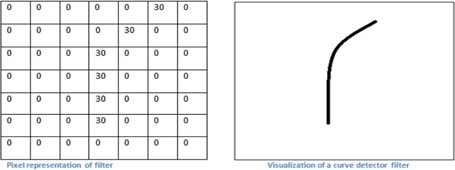 0 0 0 0 0 30 0
0 0 0 0 30 0 0
0 0 0 30 0 0 0
0 0 0 30 0 0 0
0 0 0 30 0 0 0
0 0 0 30 0 0 0
0 0 0 0 0 0 0
Pixel representation of filter
Visualization of a curve detector filter